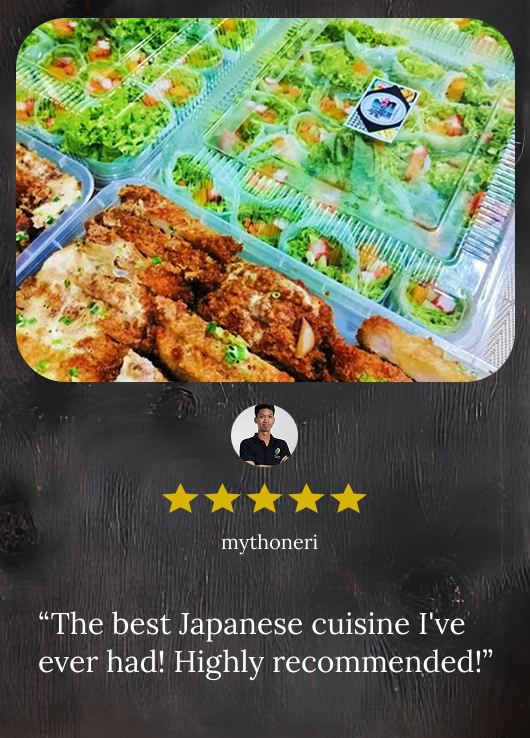 mythoneri
“The best Japanese cuisine I've
ever had! Highly recommended!”